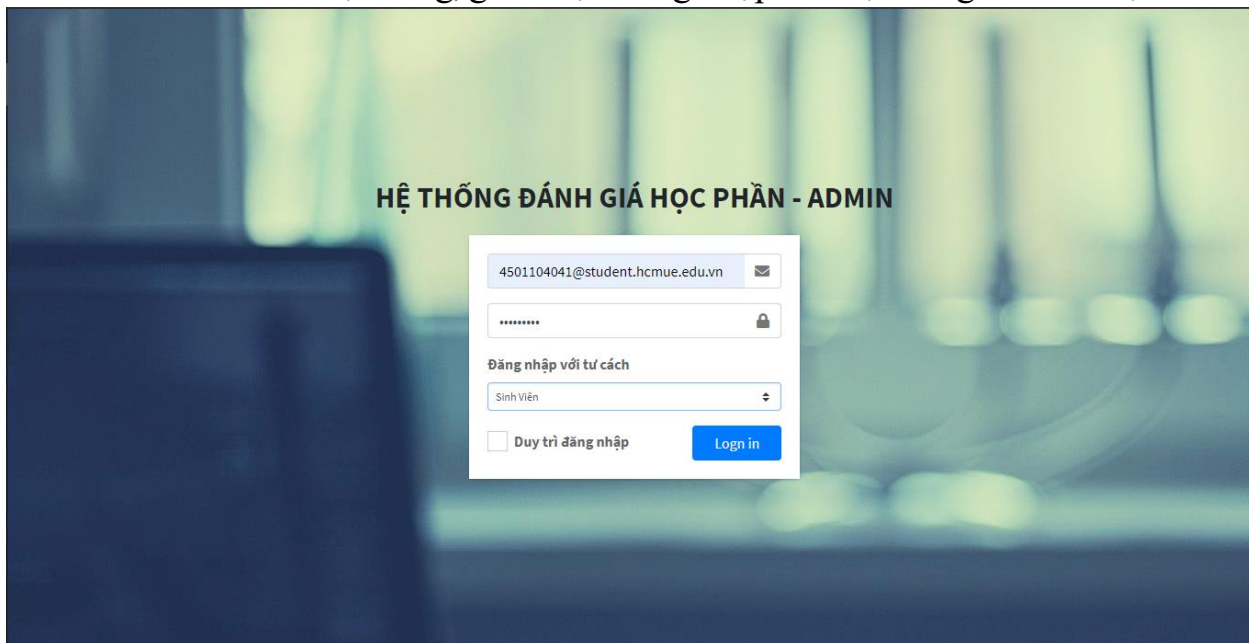 HỆ THỐNG ĐÁNH GIÁ HỌC PHẦN - ADMIN
4501104041@student.hcmue.edu.vn
•••••••••
Đăng nhập với tư cách
Sinh Viên
Duy trì đăng nhập
Logn in